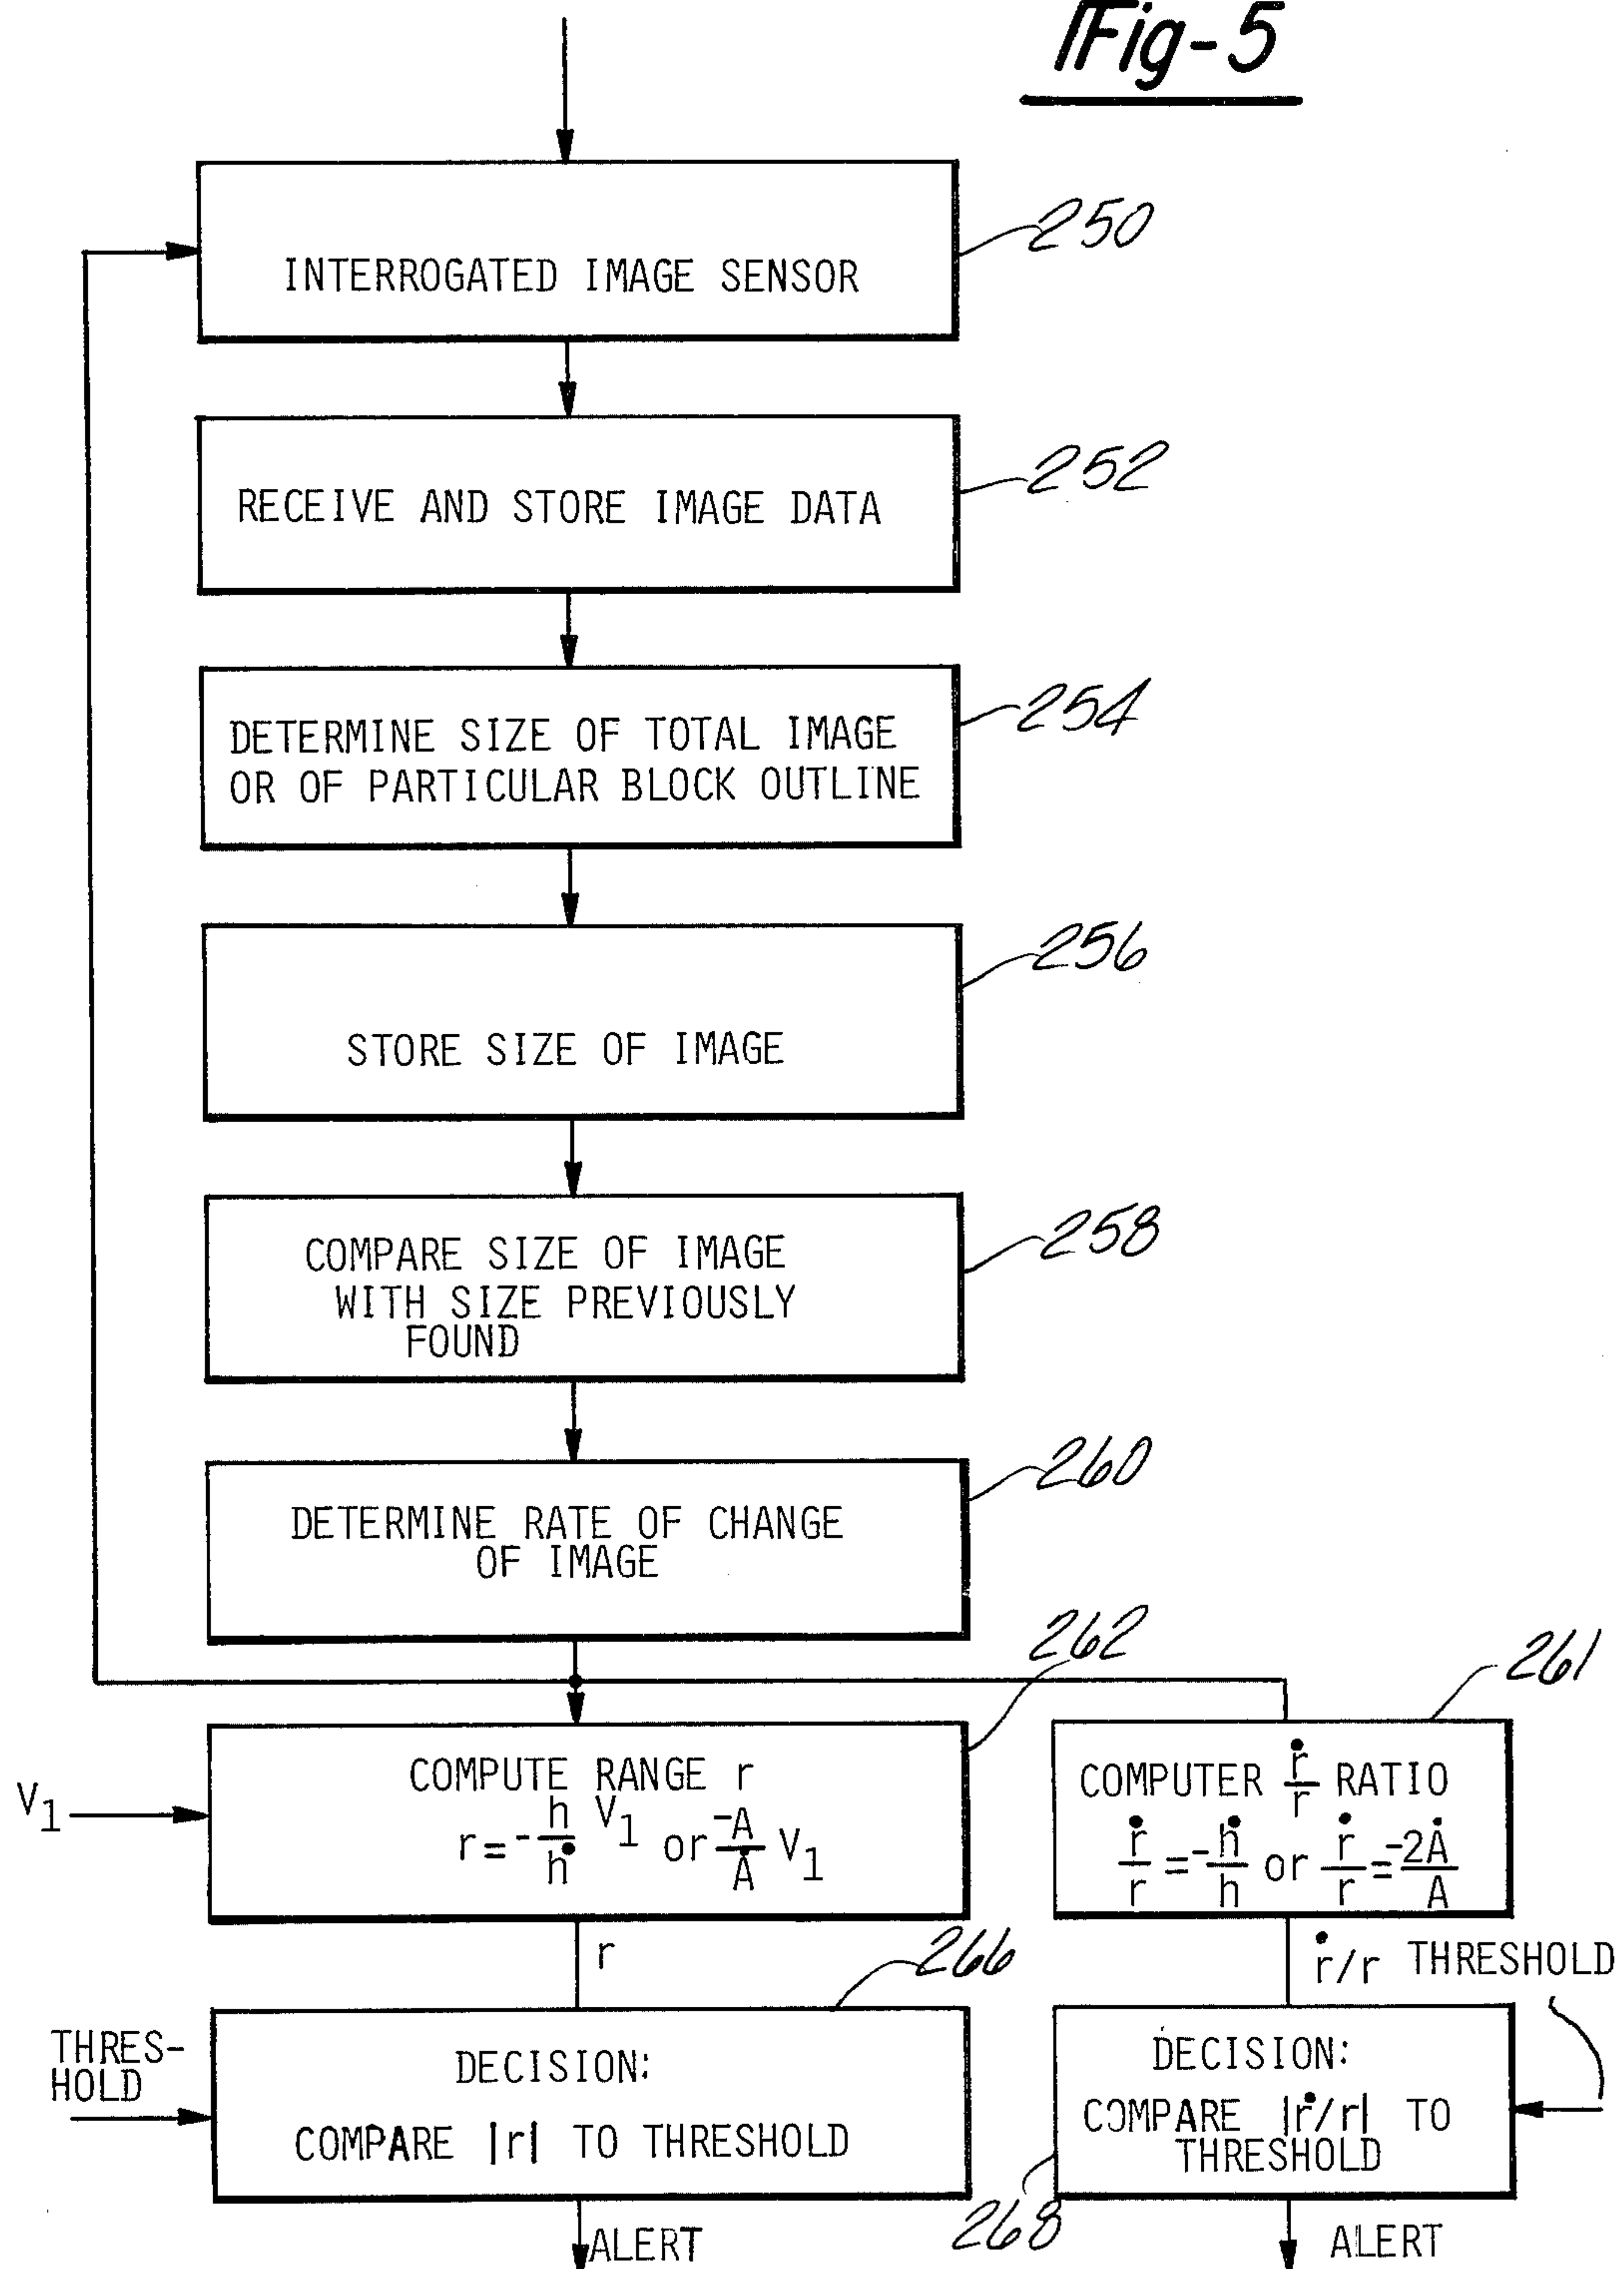 Fig-5
INTERROGATED IMAGE SENSOR
250
RECEIVE AND STORE IMAGE DATA
252
DETERMINE SIZE OF TOTAL IMAGE
OR OF PARTICULAR BLOCK OUTLINE
254
STORE SIZE OF IMAGE
256
COMPARE SIZE OF IMAGE
WITH SIZE PREVIOUSLY
FOUND
258
DETERMINE RATE OF CHANGE
OF IMAGE
260
262
261
V₁
COMPUTE RANGE r
r = -h/ḣ V₁ or -A/Ȧ V₁
COMPUTER ṙ/r RATIO
ṙ/r = -ḣ/h or ṙ/r = -2Ȧ/A
r
266
ṙ/r THRESHOLD
THRES-
HOLD
DECISION:
COMPARE |r| TO THRESHOLD
DECISION:
COMPARE |ṙ/r| TO
THRESHOLD
268
ALERT
ALERT